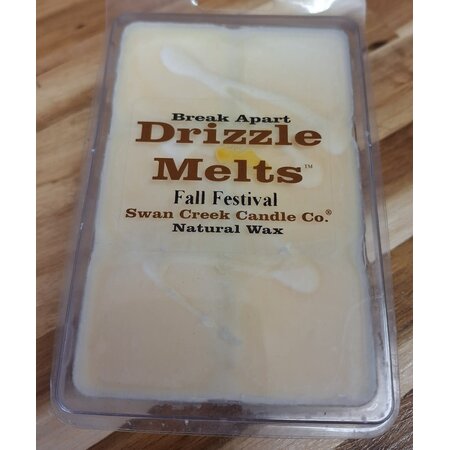 Break Apart
Drizzle
Melts™
Fall Festival
Swan Creek Candle Co.®
Natural Wax